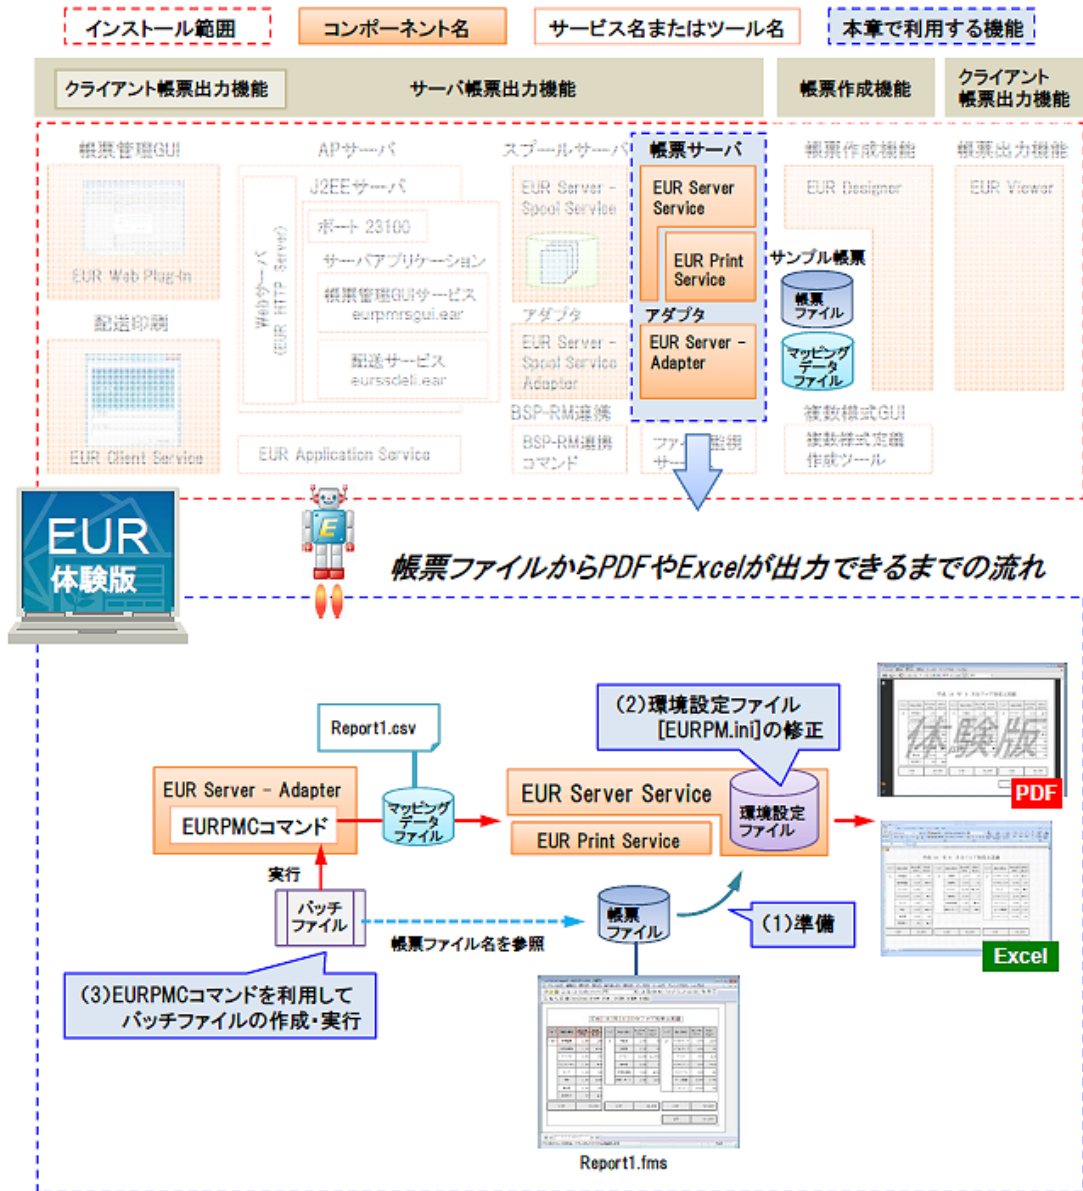 インストール範囲
コンポーネント名
サービス名またはツール名
本章で利用する機能
クライアント帳票出力機能
サーバ帳票出力機能
帳票作成機能
クライアント
帳票出力機能
帳票管理GUI
EUR Web Plug-In
配送印刷
EUR Client Service
APサーバ
J2EEサーバ
Webサーバ
(EUR HTTP Server)
ポート 23100
サーバアプリケーション
帳票管理GUIサービス
eurpmrsgui.ear
配送サービス
eurssdeli.ear
EUR Application Service
スプールサーバ
EUR Server -
Spool Service
アダプタ
EUR Server -
Spool Service
Adapter
BSP-RM連携
BSP-RM連携
コマンド
帳票サーバ
EUR Server
Service
EUR Print
Service
アダプタ
EUR Server -
Adapter
帳票作成機能
EUR Designer
サンプル帳票
帳票
ファイル
マッピング
データ
ファイル
複数様式GUI
複数様式定義
作成ツール
帳票出力機能
EUR Viewer
EUR
体験版
E
帳票ファイルからPDFやExcelが出力できるまでの流れ
Report1.csv
EUR Server - Adapter
EURPMCコマンド
マッピング
データ
ファイル
(2)環境設定ファイル
[EURPM.ini]の修正
EUR Server Service
EUR Print Service
環境設定
ファイル
体験版
PDF
Excel
実行
バッチ
ファイル
帳票ファイル名を参照
帳票
ファイル
(1)準備
(3)EURPMCコマンドを利用して
バッチファイルの作成・実行
Report1.fms